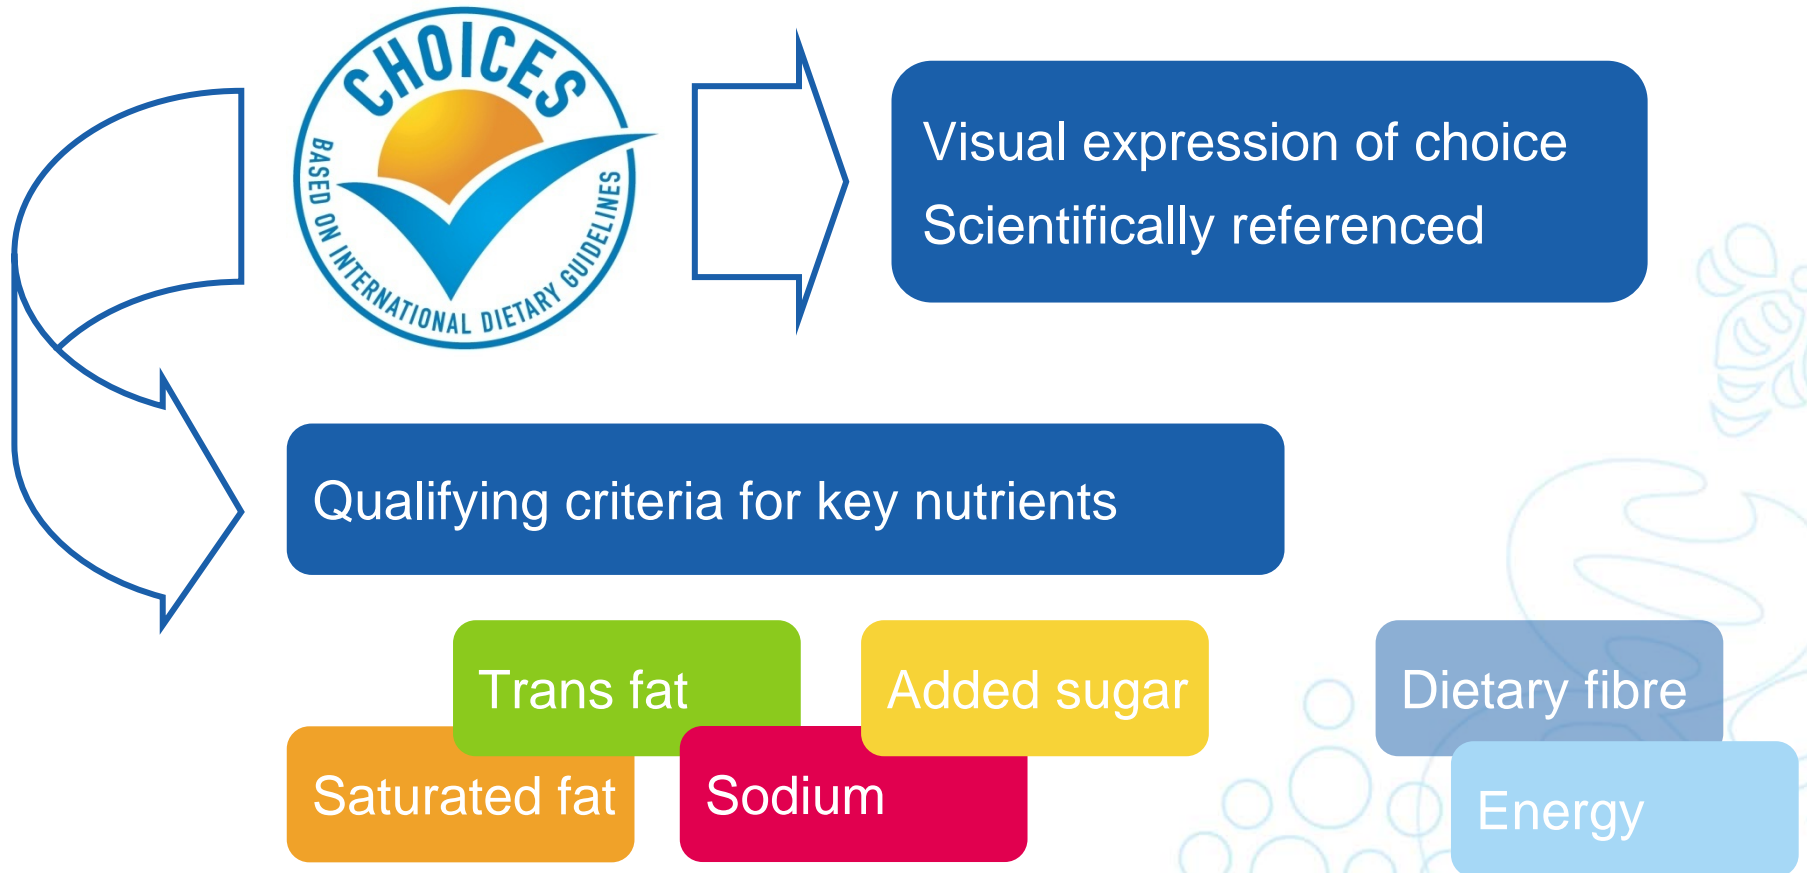 CHOICES
BASED ON INTERNATIONAL DIETARY GUIDELINES
Visual expression of choice
Scientifically referenced
Qualifying criteria for key nutrients
Trans fat
Added sugar
Dietary fibre
Saturated fat
Sodium
Energy